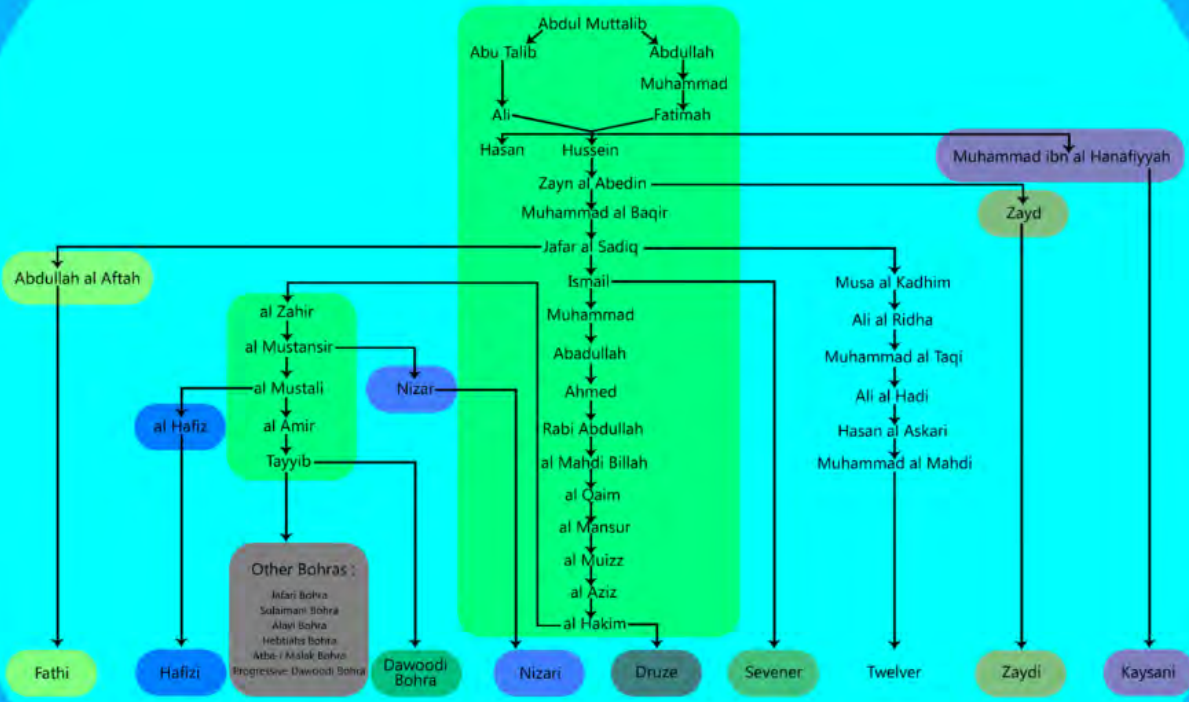 Abdul Muttalib
Abu Talib
Abdullah
Muhammad
Ali
Fatimah
Hasan
Hussein
Muhammad ibn al Hanafiyyah
Zayn al Abedin
Muhammad al Baqir
Zayd
Jafar al Sadiq
Abdullah al Aftah
Ismail
Musa al Kadhim
al Zahir
Muhammad
Ali al Ridha
al Mustansir
Abadullah
Muhammad al Taqi
al Mustali
Nizar
Ahmed
Ali al Hadi
al Hafiz
al Amir
Rabi Abdullah
Hasan al Askari
Tayyib
al Mahdi Billah
Muhammad al Mahdi
al Qaim
al Mansur
al Muizz
al Aziz
al Hakim
Other Bohras :
Jafari Bohra
Sulaimani Bohra
Alavi Bohra
Hebtiahs Bohra
Atba-i Malak Bohra
Progressive Dawoodi Bohra
Fathi
Hafizi
Dawoodi
Bohra
Nizari
Druze
Sevener
Twelver
Zaydi
Kaysani